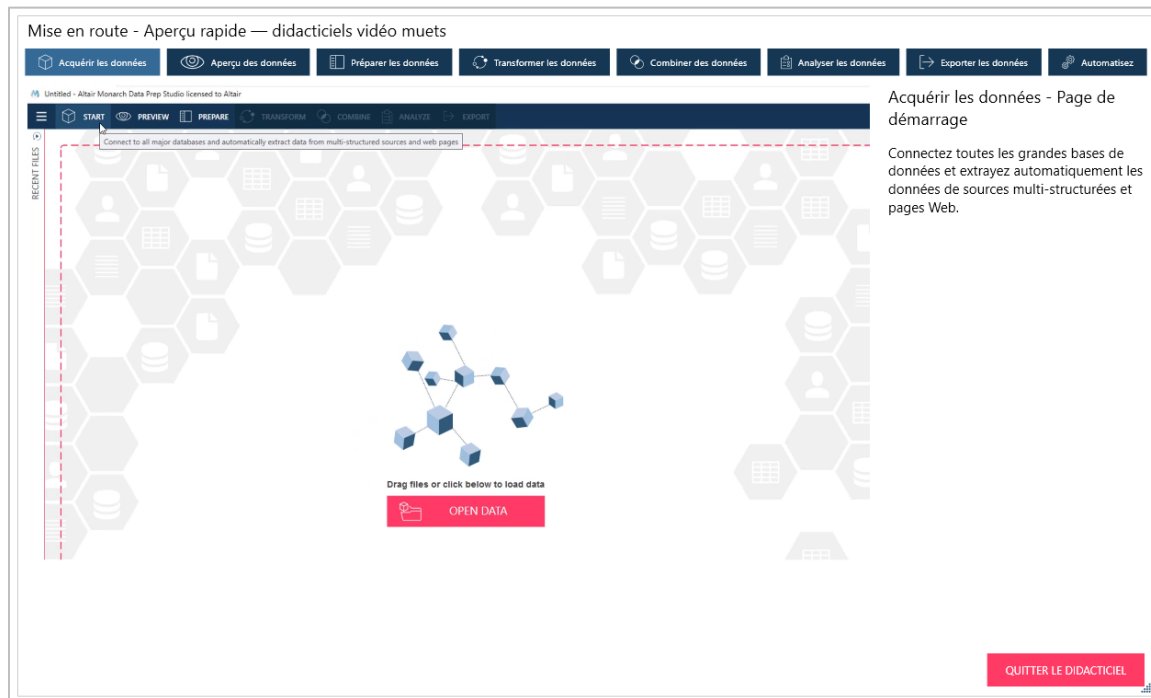 Mise en route - Aperçu rapide — didacticiels vidéo muets
Acquérir les données
Aperçu des données
Préparer les données
Transformer les données
Combiner des données
Analyser les données
Exporter les données
Automatisez
Untitled - Altair Monarch Data Prep Studio licensed to Altair
START
PREVIEW
PREPARE
TRANSFORM
COMBINE
ANALYZE
EXPORT
Connect to all major databases and automatically extract data from multi-structured sources and web pages
RECENT FILES
Drag files or click below to load data
OPEN DATA
Acquérir les données - Page de
démarrage
Connectez toutes les grandes bases de
données et extrayez automatiquement les
données de sources multi-structurées et
pages Web.
QUITTER LE DIDACTICIEL